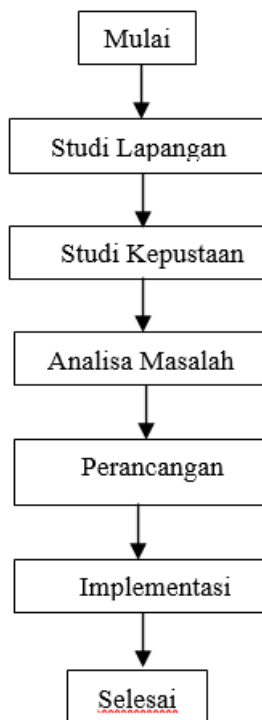 Mulai
Studi Lapangan
Studi Kepustaan
Analisa Masalah
Perancangan
Implementasi
Selesai